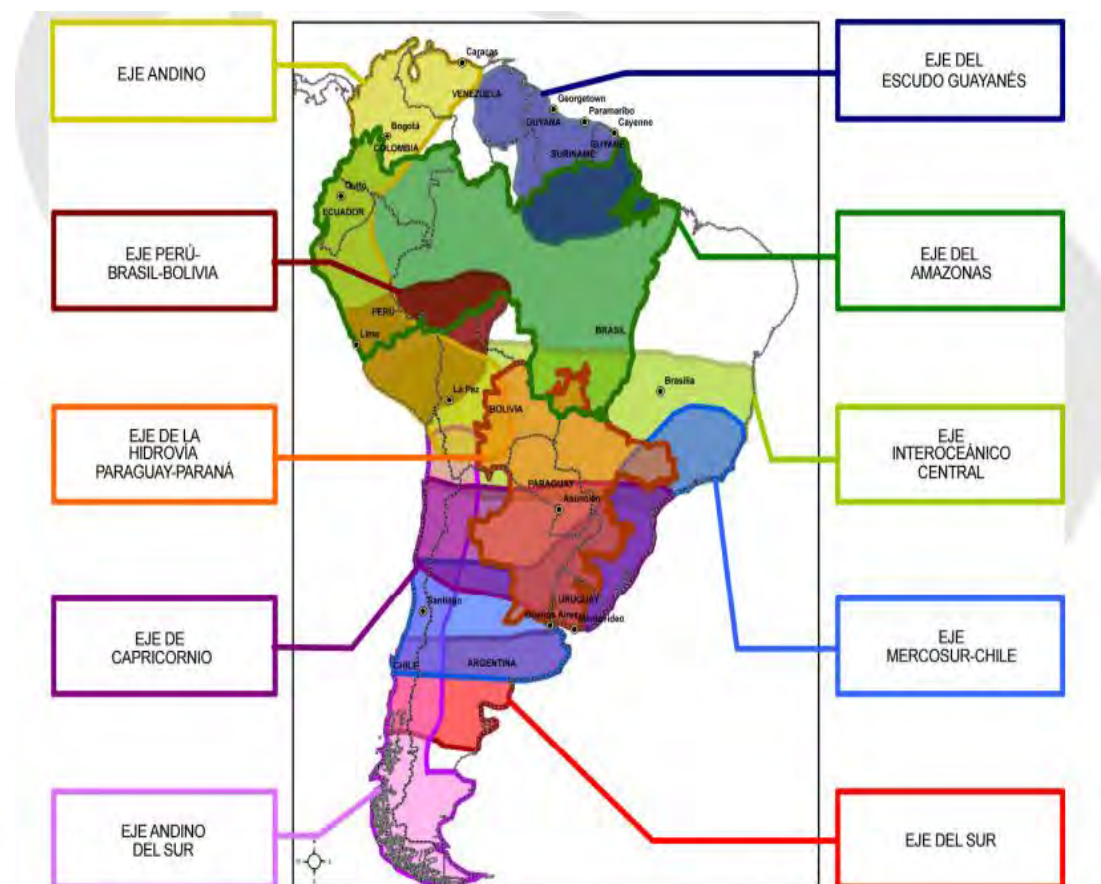 EJE ANDINO
EJE DEL
ESCUDO GUAYANÉS
EJE PERÚ-
BRASIL-BOLIVIA
EJE DEL
AMAZONAS
EJE DE LA
HIDROVÍA
PARAGUAY-PARANÁ
EJE
INTEROCEÁNICO
CENTRAL
EJE DE
CAPRICORNIO
EJE
MERCOSUR-CHILE
EJE ANDINO
DEL SUR
EJE DEL SUR
Caracas
VENEZUELA
Georgetown
GUYANA
Paramaribo
Cayenne
SURINAME
GUYANE
Bogotá
COLOMBIA
Quito
ECUADOR
PERÚ
Lima
BRASIL
La Paz
BOLIVIA
Brasilia
PARAGUAY
Asunción
Santiago
URUGUAY
Buenos Aires
Montevideo
CHILE
ARGENTINA